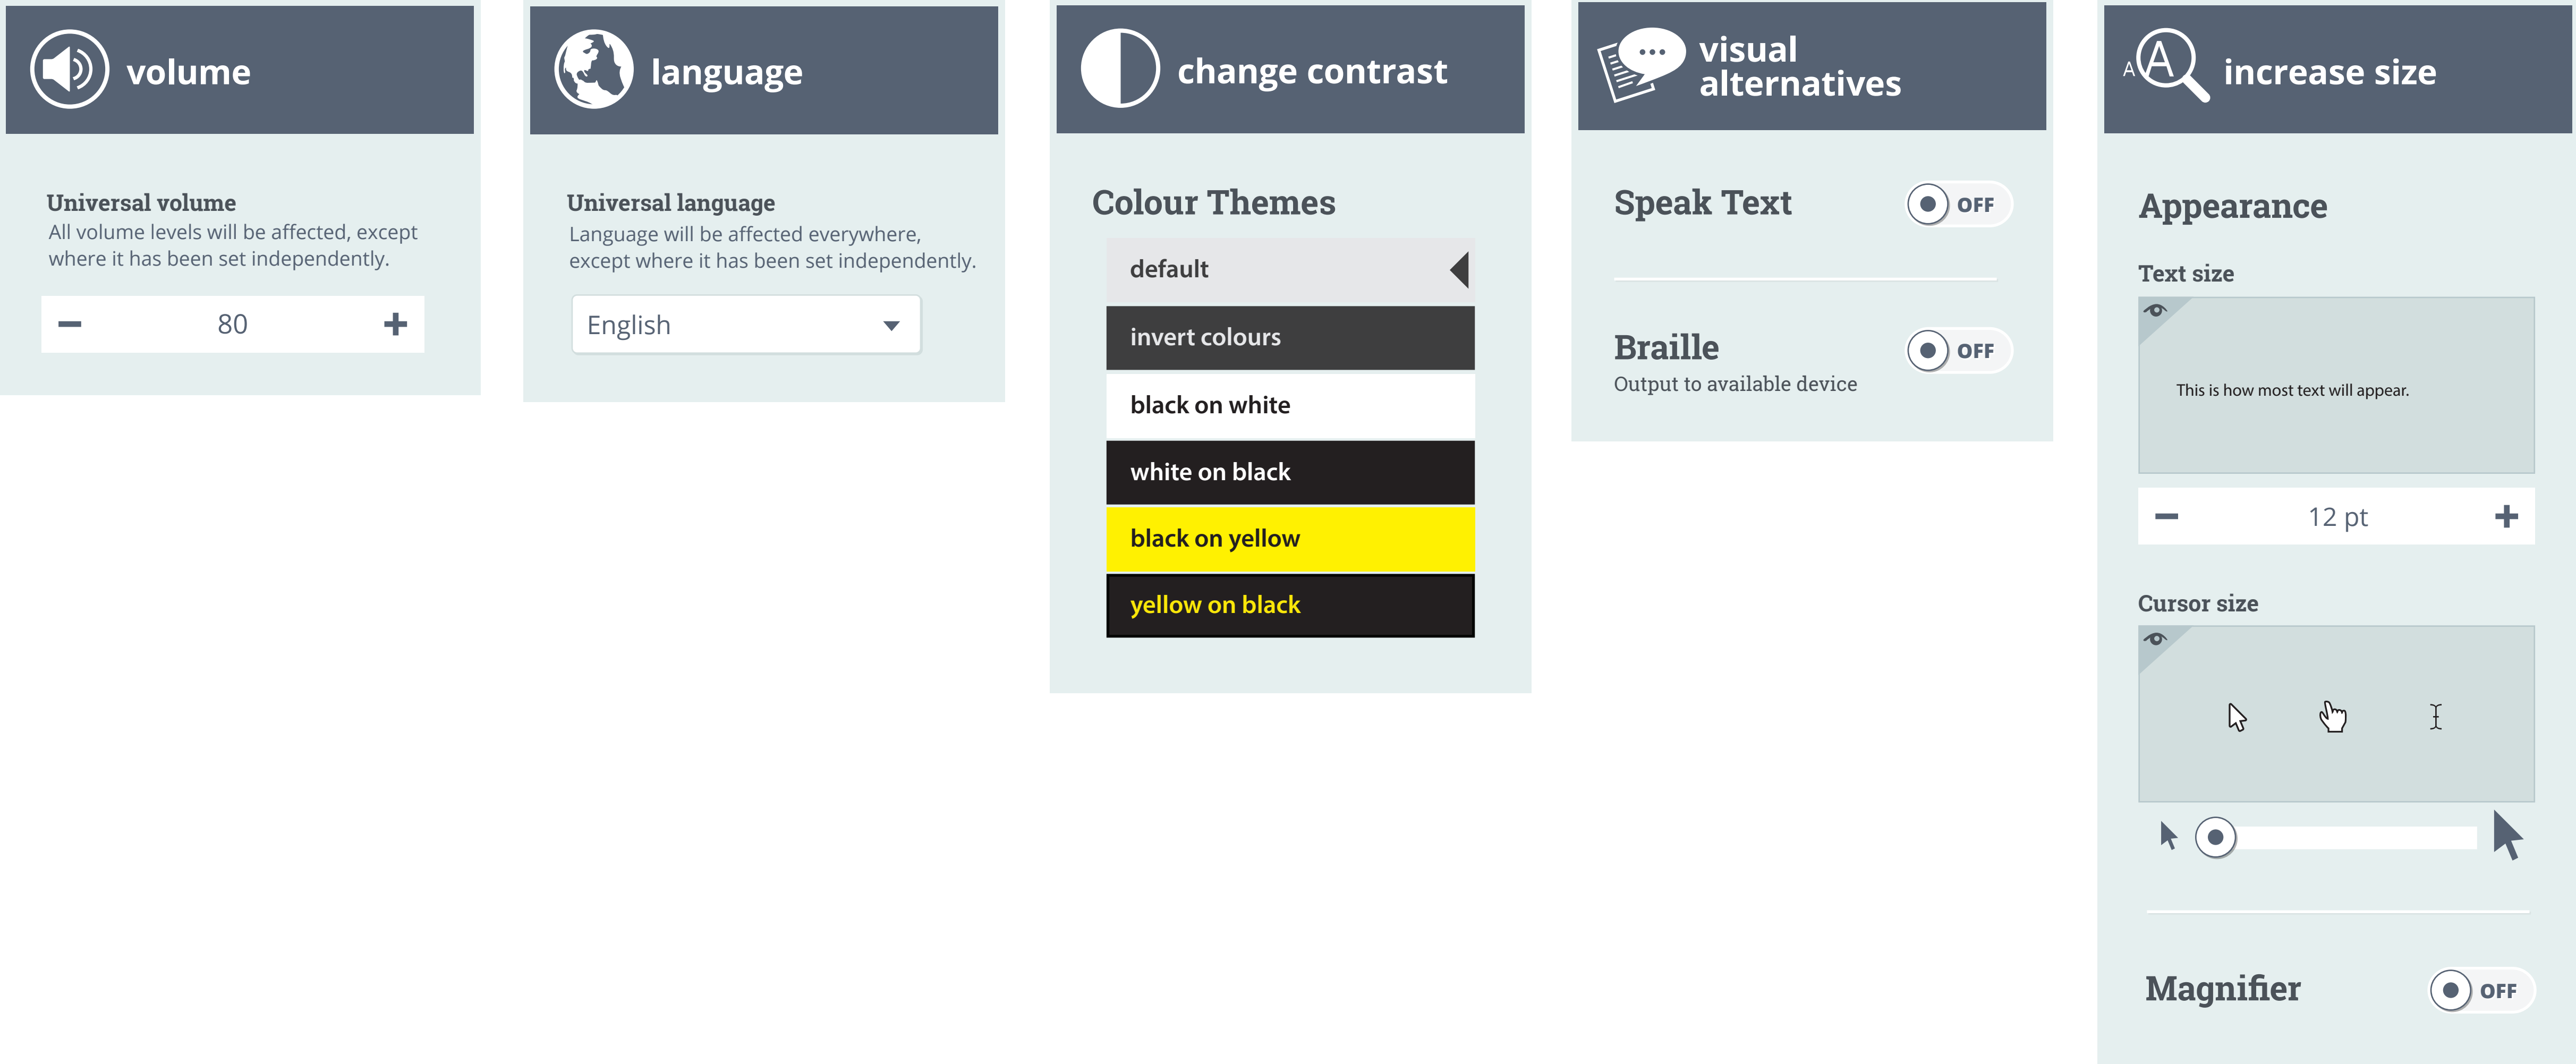 volume
Universal volume
All volume levels will be affected, except
where it has been set independently.
80
language
Universal language
Language will be affected everywhere,
except where it has been set independently.
English
change contrast
Colour Themes
default
invert colours
black on white
white on black
black on yellow
yellow on black
visual
alternatives
Speak Text
OFF
Braille
OFF
Output to available device
A A
increase size
Appearance
Text size
This is how most text will appear.
12 pt
Cursor size
Magnifier
OFF